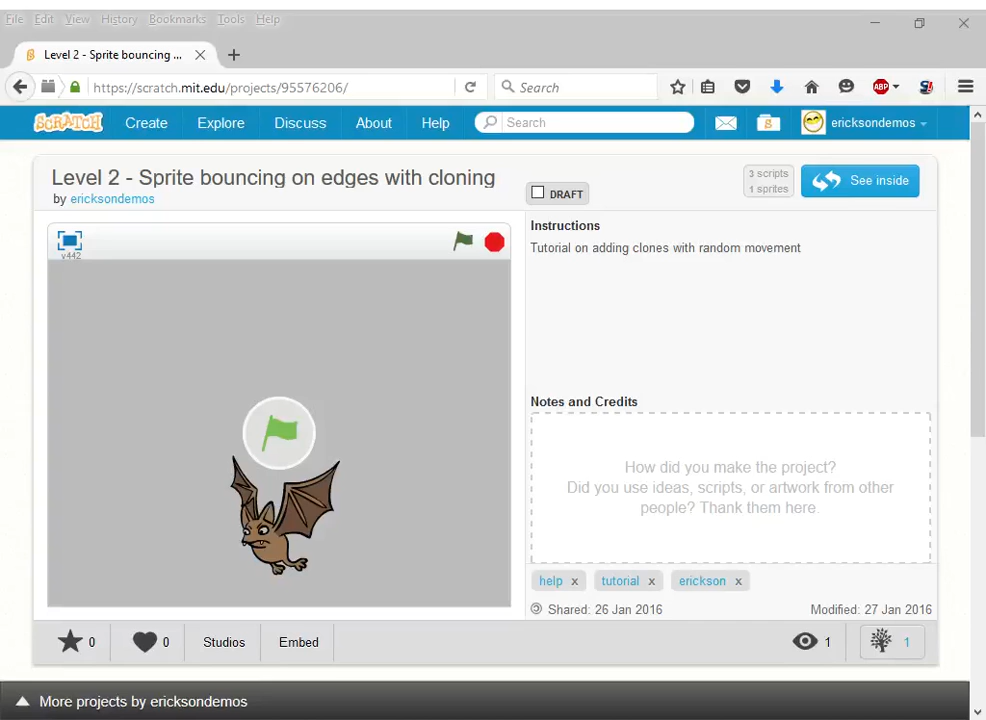 File Edit View History Bookmarks Tools Help
Level 2 - Sprite bouncing ...
https://scratch.mit.edu/projects/95576206/
Search
ABP
S!
SCRATCH
Create
Explore
Discuss
About
Help
Search
S
ericksondemos
Level 2 - Sprite bouncing on edges with cloning
by ericksondemos
DRAFT
3 scripts
1 sprites
See inside
v442
Instructions
Tutorial on adding clones with random movement
Notes and Credits
How did you make the project?
Did you use ideas, scripts, or artwork from other
people? Thank them here.
help x
tutorial x
erickson x
Shared: 26 Jan 2016
Modified: 27 Jan 2016
0
0
Studios
Embed
1
1
More projects by ericksondemos